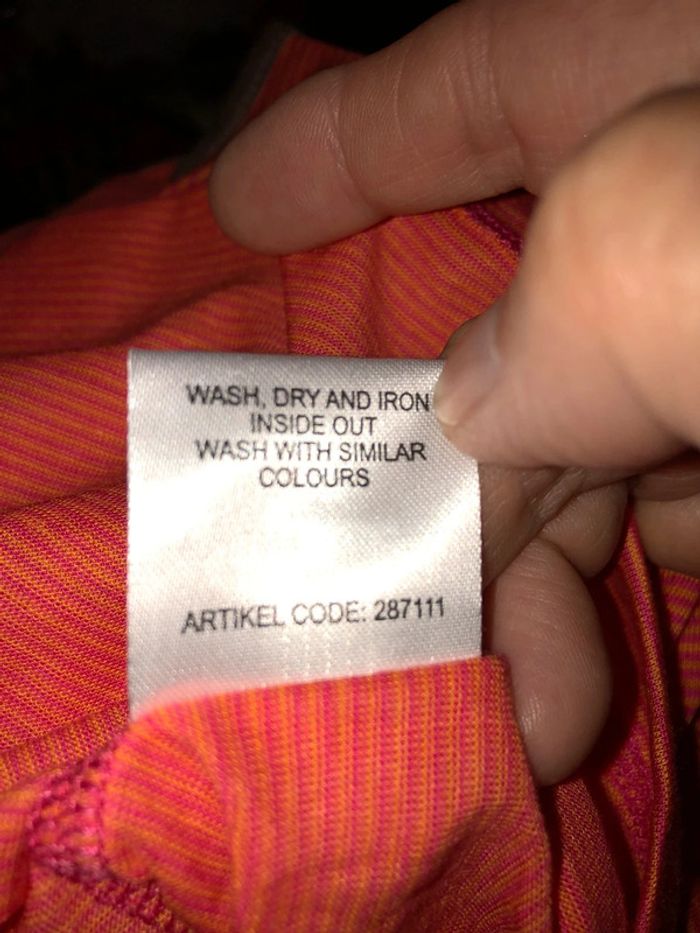 WASH, DRY AND IRON
INSIDE OUT
WASH WITH SIMILAR
COLOURS
ARTIKEL CODE: 287111